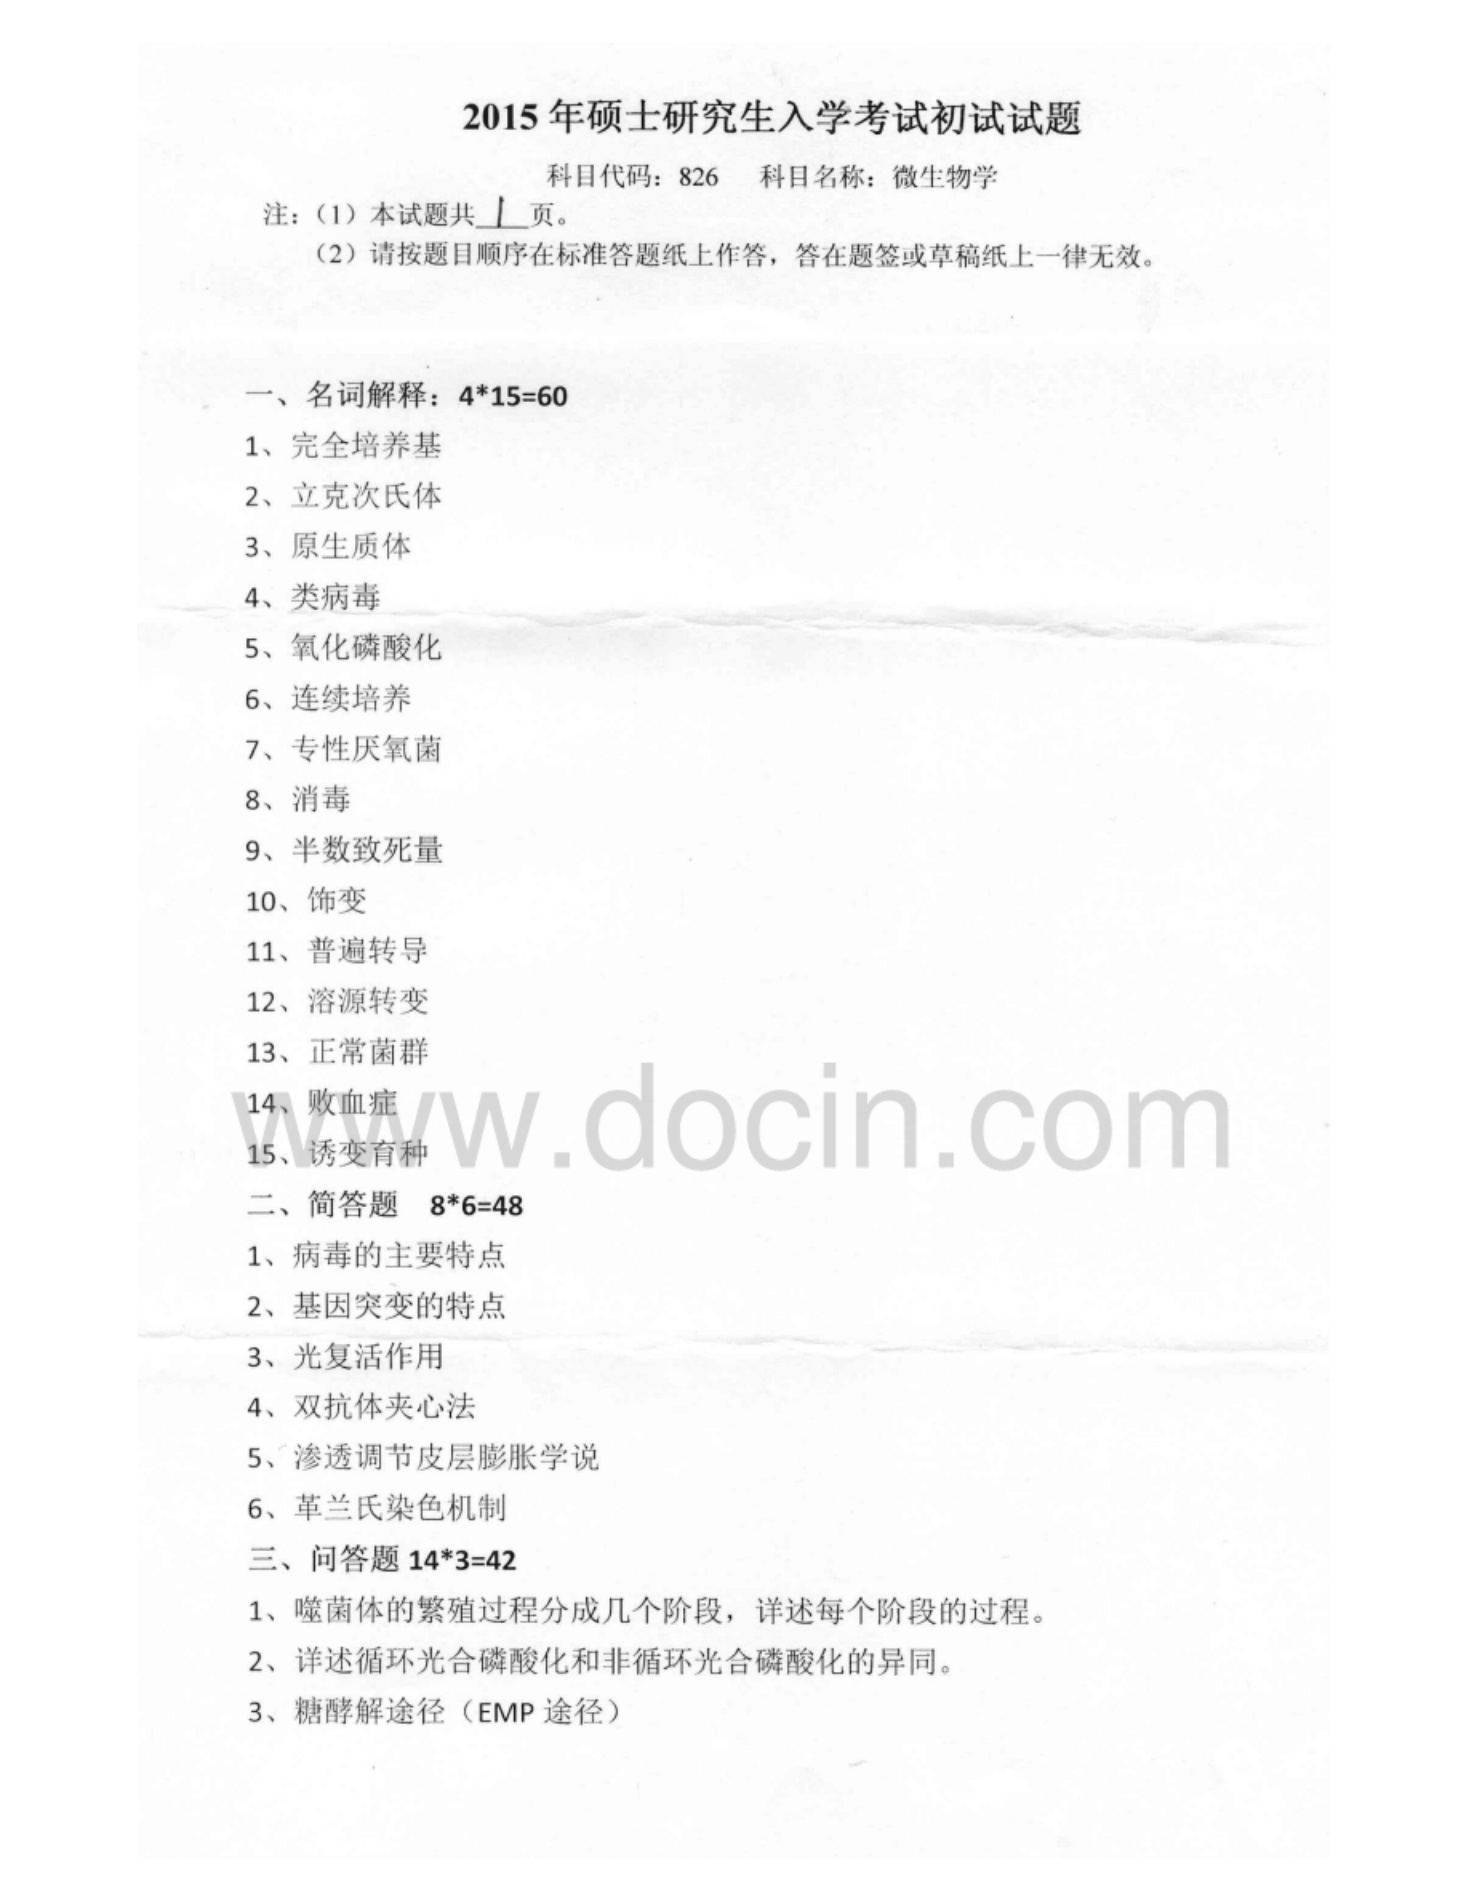 2015 年硕士研究生入学考试初试试题
科目代码：826 科目名称：微生物学
注：（1）本试题共 1 页。
（2）请按题目顺序在标准答题纸上作答，答在题签或草稿纸上一律无效。
一、名词解释：4*15=60
1、完全培养基
2、立克次氏体
3、原生质体
4、类病毒
5、氧化磷酸化
6、连续培养
7、专性厌氧菌
8、消毒
9、半数致死量
10、饰变
11、普遍转导
12、溶源转变
13、正常菌群
14、败血症
www.docin.com
15、诱变育种
二、简答题 8*6=48
1、病毒的主要特点
2、基因突变的特点
3、光复活作用
4、双抗体夹心法
5、渗透调节皮层膨胀学说
6、革兰氏染色机制
三、问答题 14*3=42
1、噬菌体的繁殖过程分成几个阶段，详述每个阶段的过程。
2、详述循环光合磷酸化和非循环光合磷酸化的异同。
3、糖酵解途径（EMP 途径）